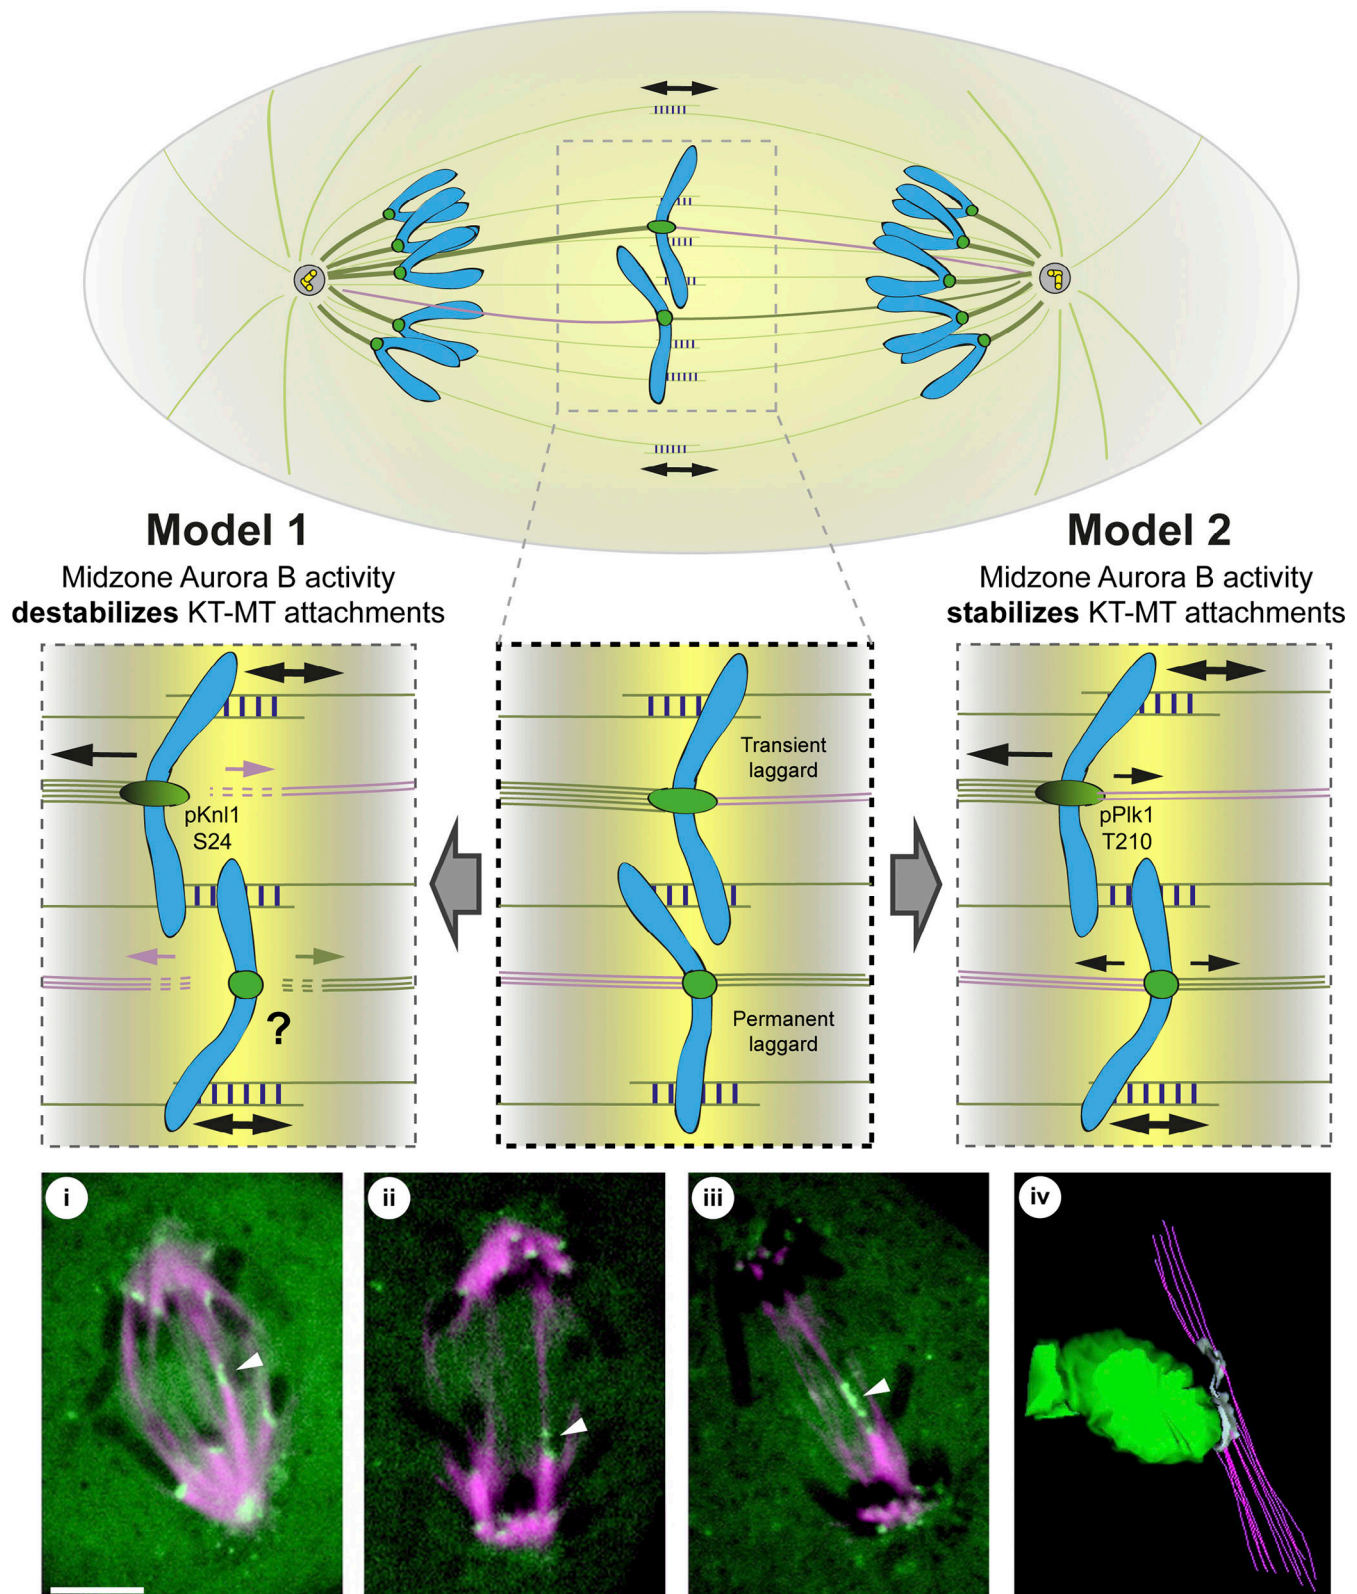 Model 1
Midzone Aurora B activity
destabilizes KT-MT attachments
Model 2
Midzone Aurora B activity
stabilizes KT-MT attachments
pKnl1
S24
?
Transient
laggard
Permanent
laggard
pPlk1
T210
i
ii
iii
iv